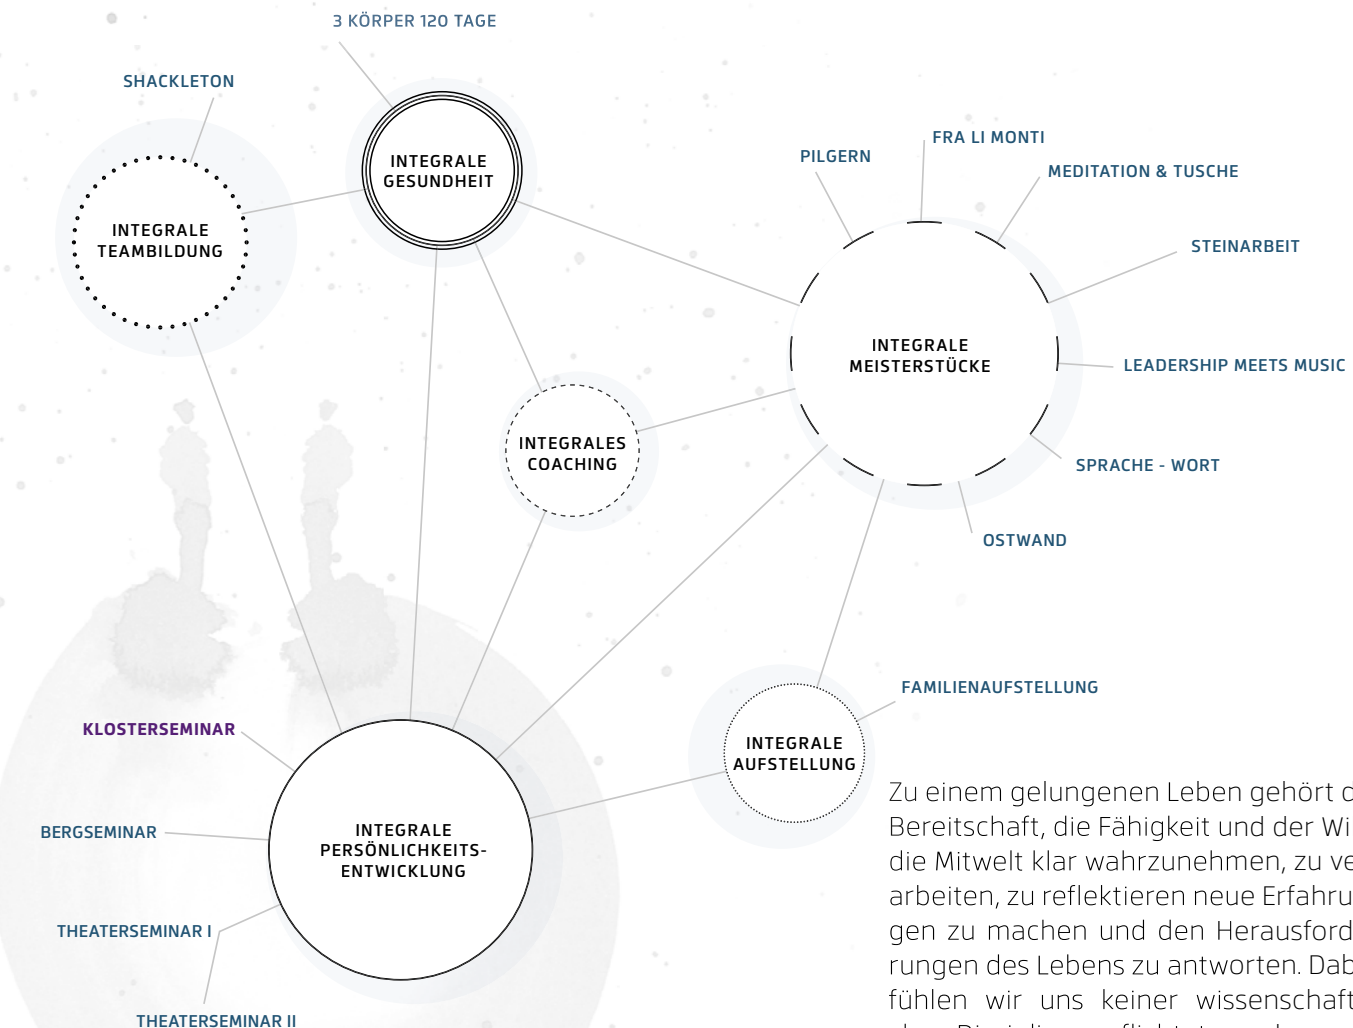 3 KÖRPER 120 TAGE
SHACKLETON
INTEGRALE
GESUNDHEIT
INTEGRALE
TEAMBILDUNG
PILGERN
FRA LI MONTI
MEDITATION & TUSCHE
STEINARBEIT
INTEGRALE
MEISTERSTÜCKE
LEADERSHIP MEETS MUSIC
INTEGRALES
COACHING
SPRACHE - WORT
OSTWAND
FAMILIENAUFSTELLUNG
KLOSTERSEMINAR
INTEGRALE
AUFSTELLUNG
BERGSEMINAR
INTEGRALE
PERSÖNLICHKEITS-
ENTWICKLUNG
THEATERSEMINAR I
THEATERSEMINAR II
Zu einem gelungenen Leben gehört
Bereitschaft, die Fähigkeit und der
die Mitwelt klar wahrzunehmen, zu
arbeiten, zu reflektieren neue
gen zu machen und den
rungen des Lebens zu antworten.
fühlen wir uns keiner